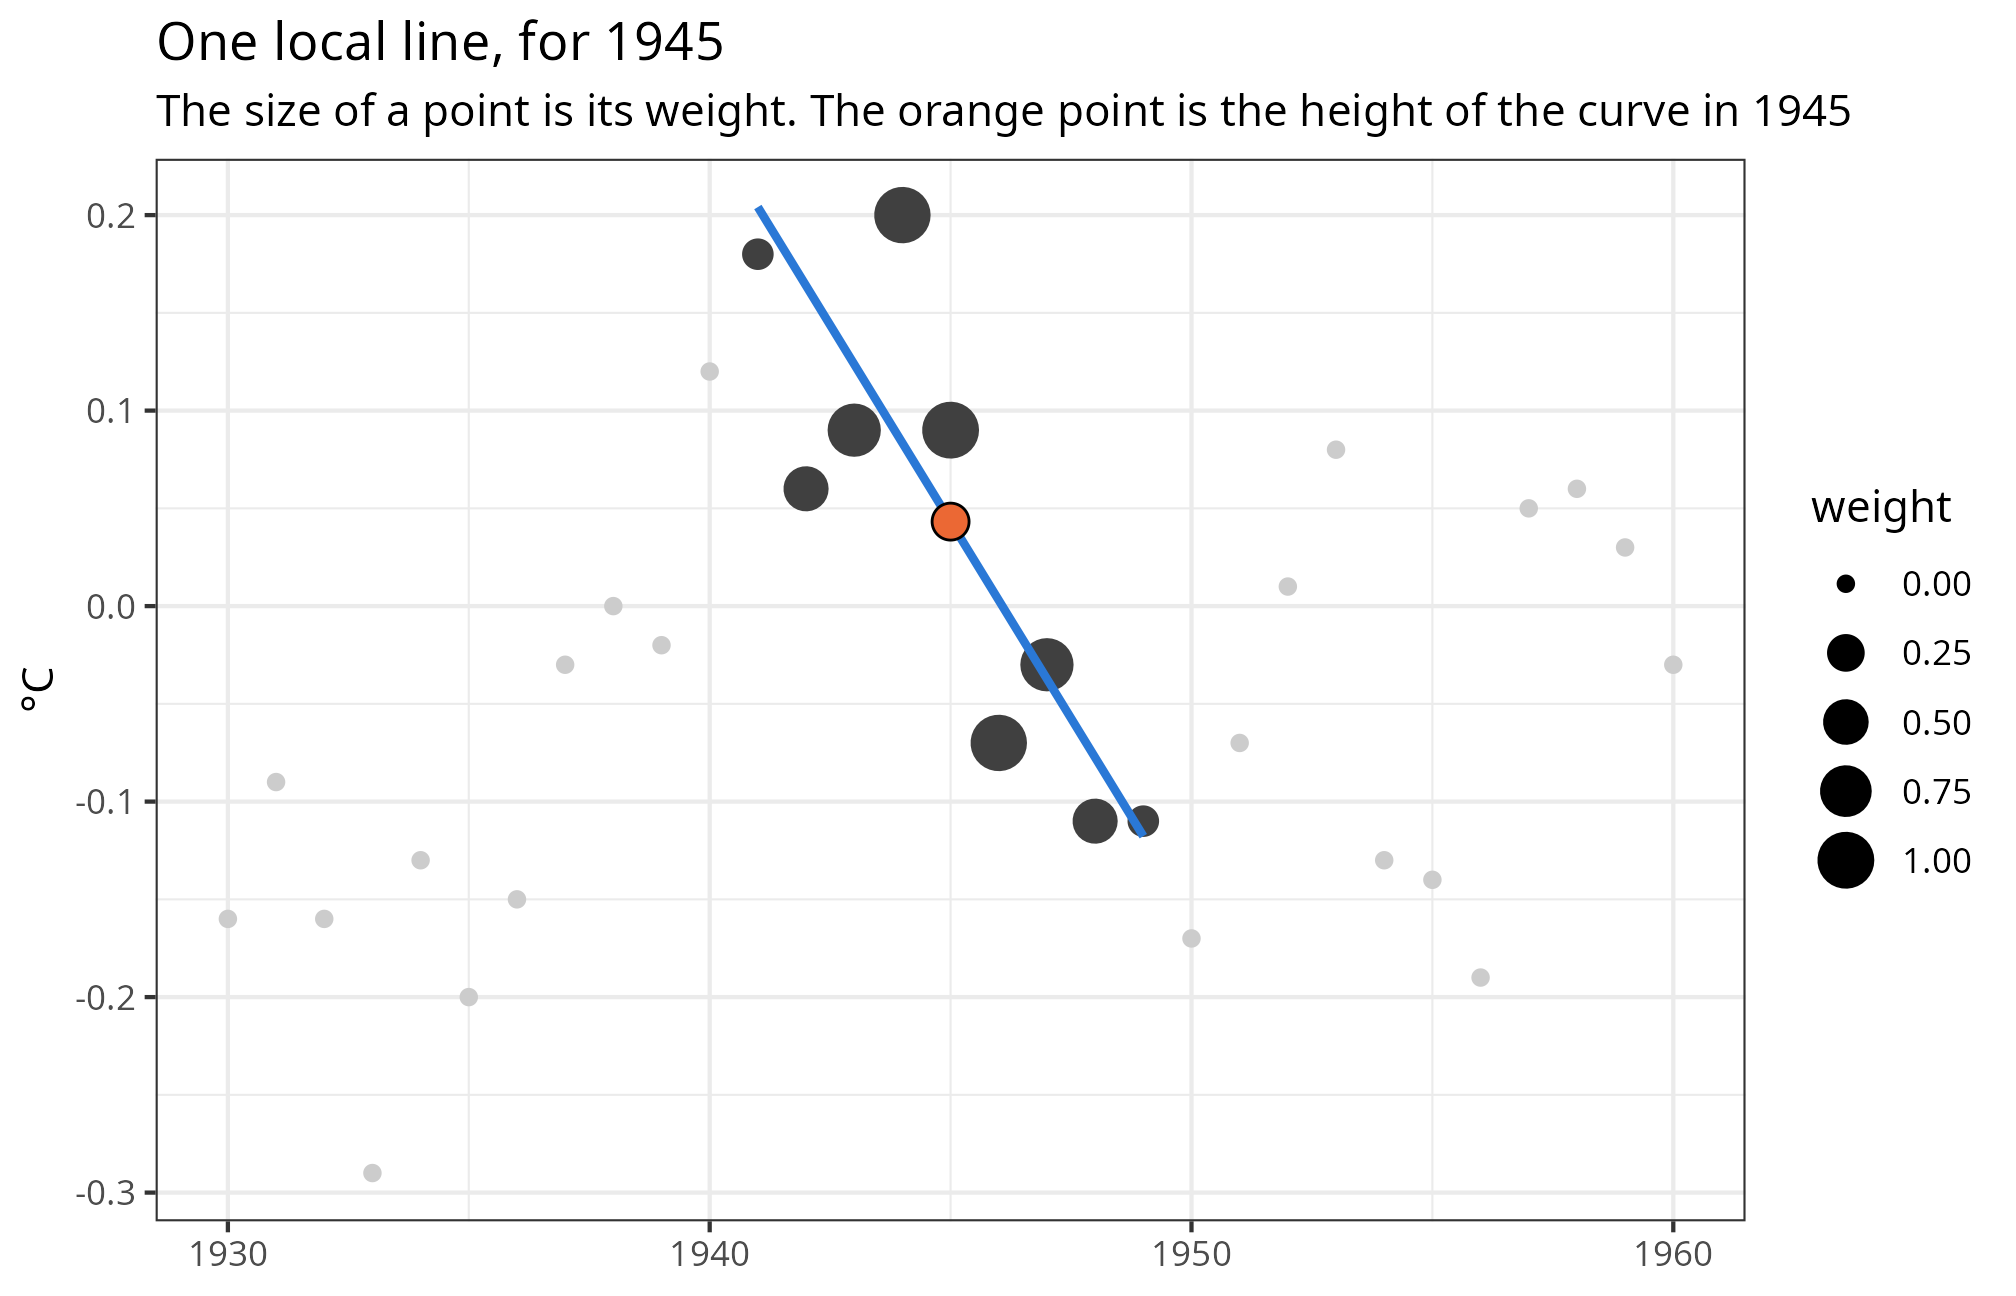 One local line, for 1945
The size of a point is its weight. The orange point is the height of the curve in 1945
°C
0.2
0.1
0.0
-0.1
-0.2
-0.3
1930 1940 1950 1960
weight
0.00
0.25
0.50
0.75
1.00